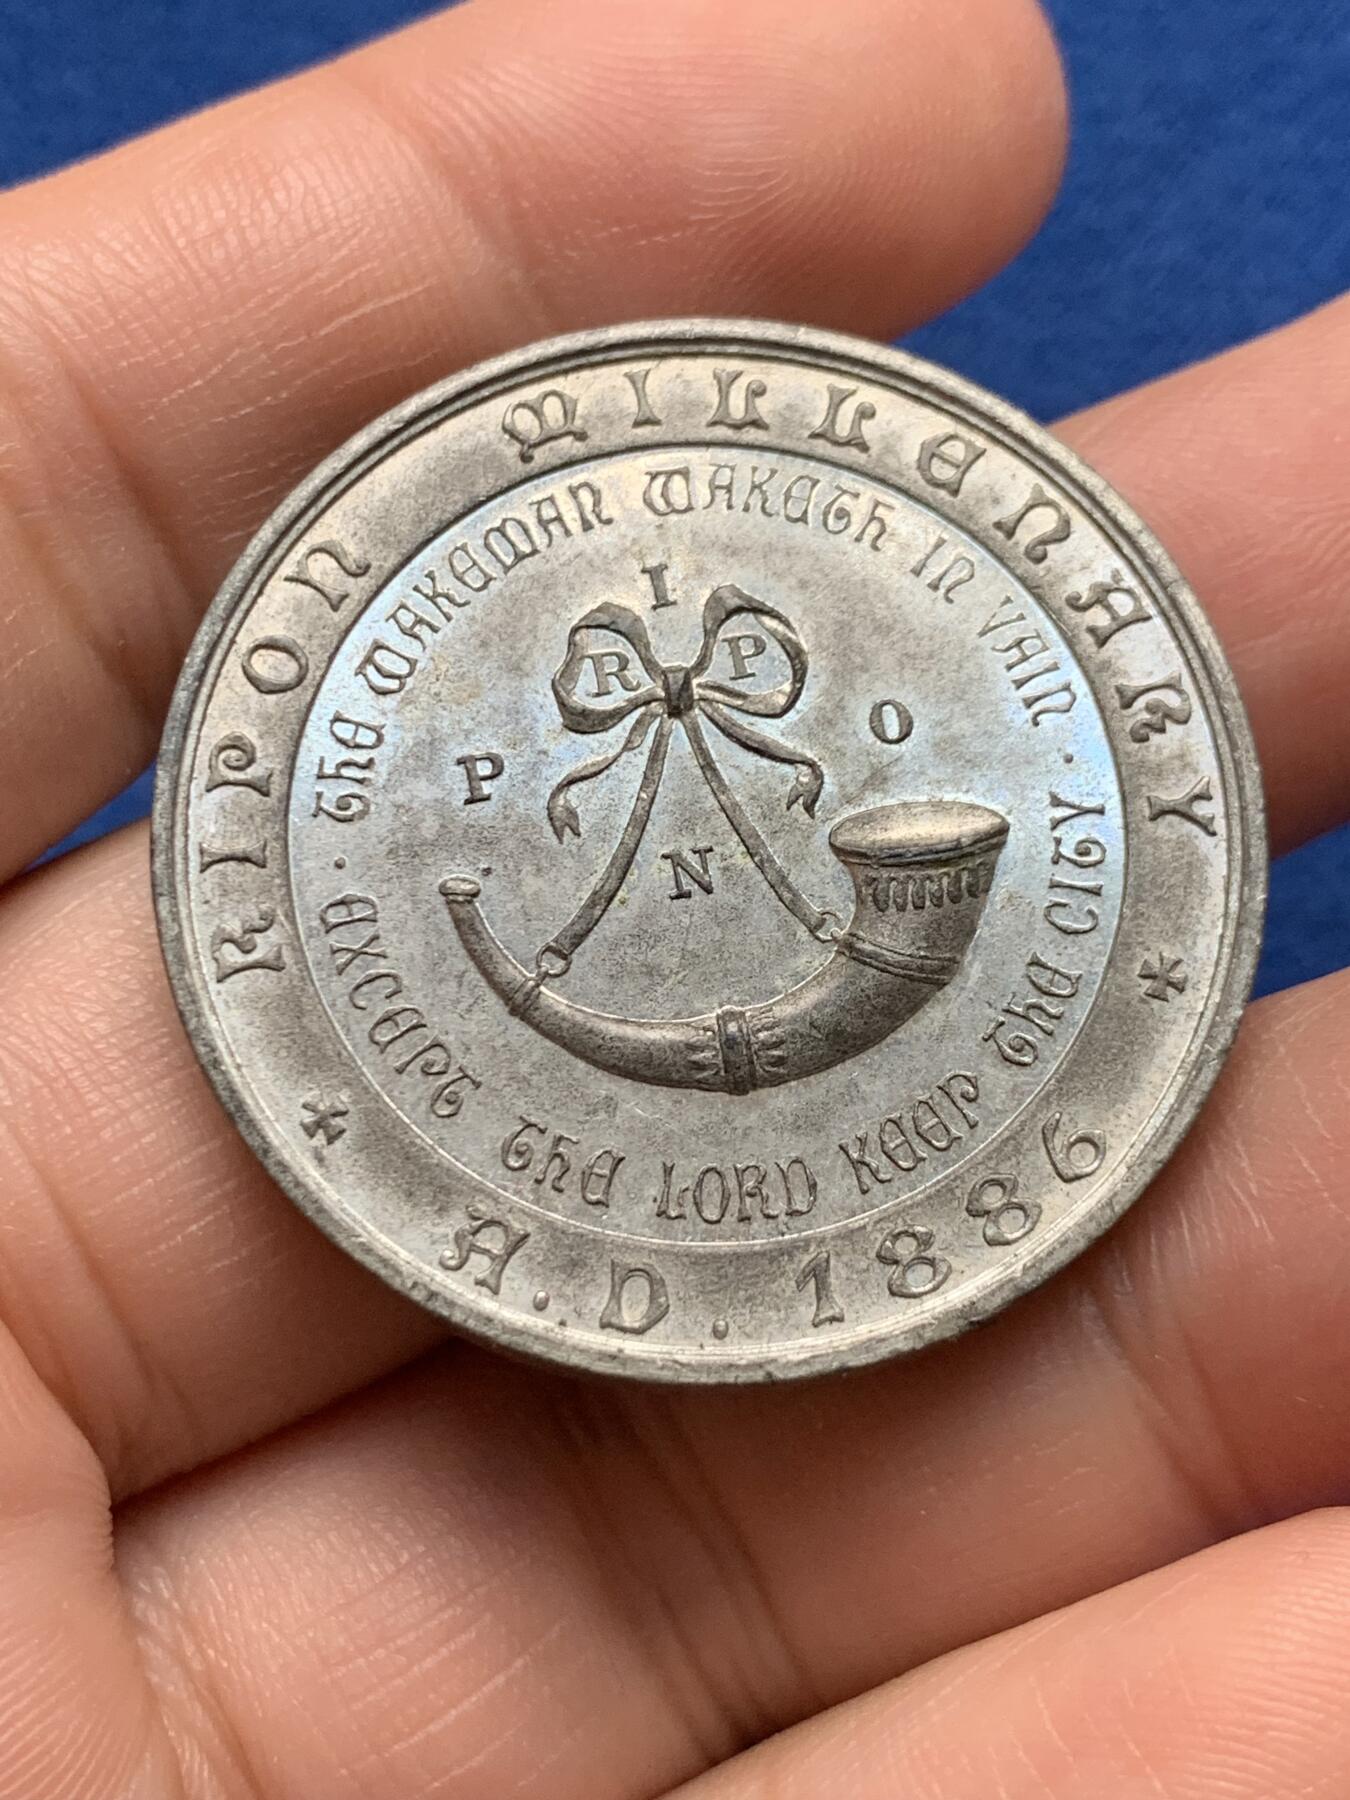 RIPON MILLENARY
A.D. 1886
EXCEPT THE LORD KEEP THE CITY · THE WAKEMAN WAKETH IN VAIN ·
I
R P
P O
N